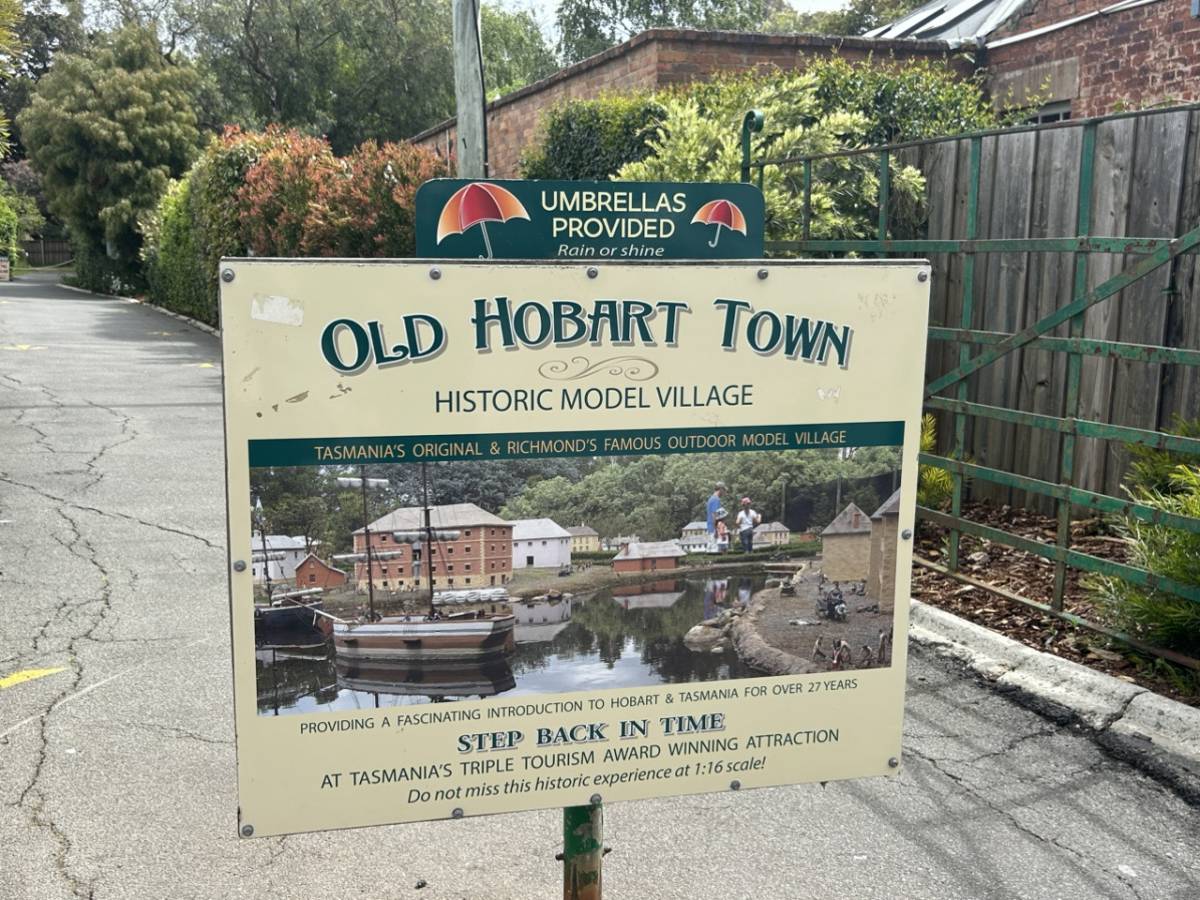 UMBRELLAS
PROVIDED
Rain or shine
OLD HOBART TOWN
HISTORIC MODEL VILLAGE
TASMANIA'S ORIGINAL & RICHMOND'S FAMOUS OUTDOOR MODEL VILLAGE
PROVIDING A FASCINATING INTRODUCTION TO HOBART & TASMANIA FOR OVER 27 YEARS
STEP BACK IN TIME
AT TASMANIA'S TRIPLE TOURISM AWARD WINNING ATTRACTION
Do not miss this historic experience at 1:16 scale!